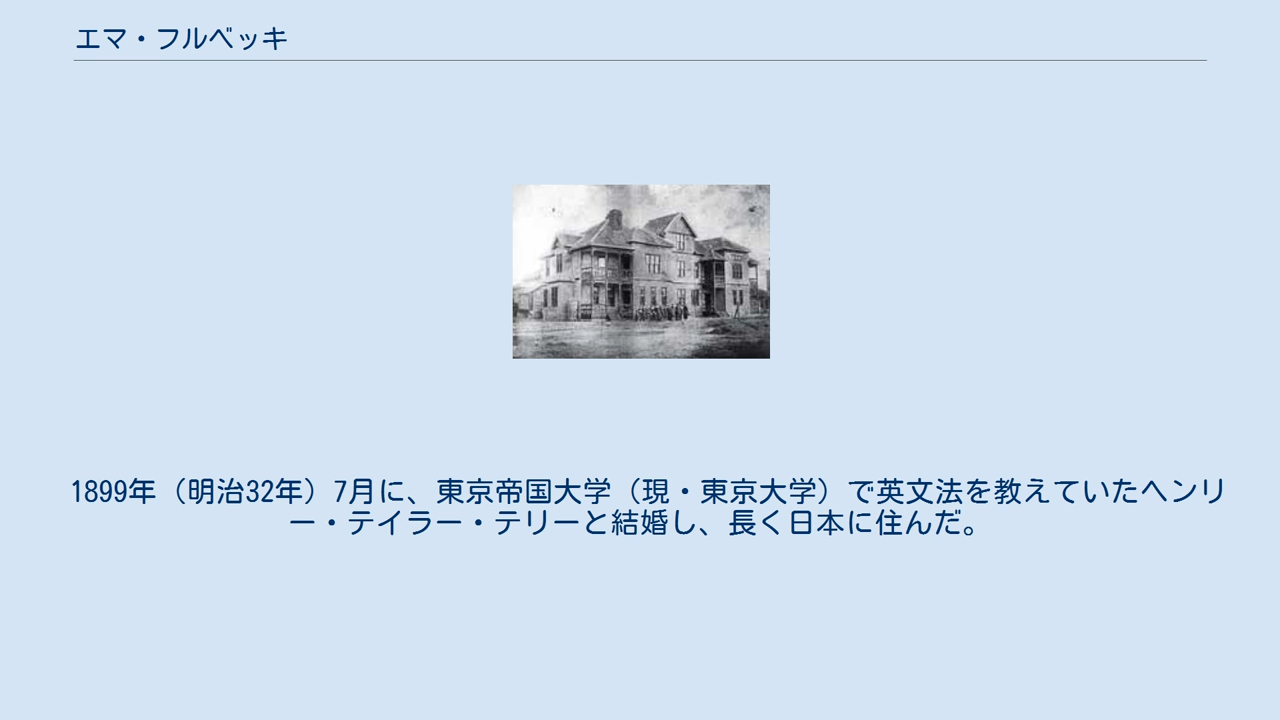 エマ・フルベッキ
1899年（明治32年）7月に、東京帝国大学（現・東京大学）で英文法を教えていたヘンリ
ー・テイラー・テリーと結婚し、長く日本に住んだ。